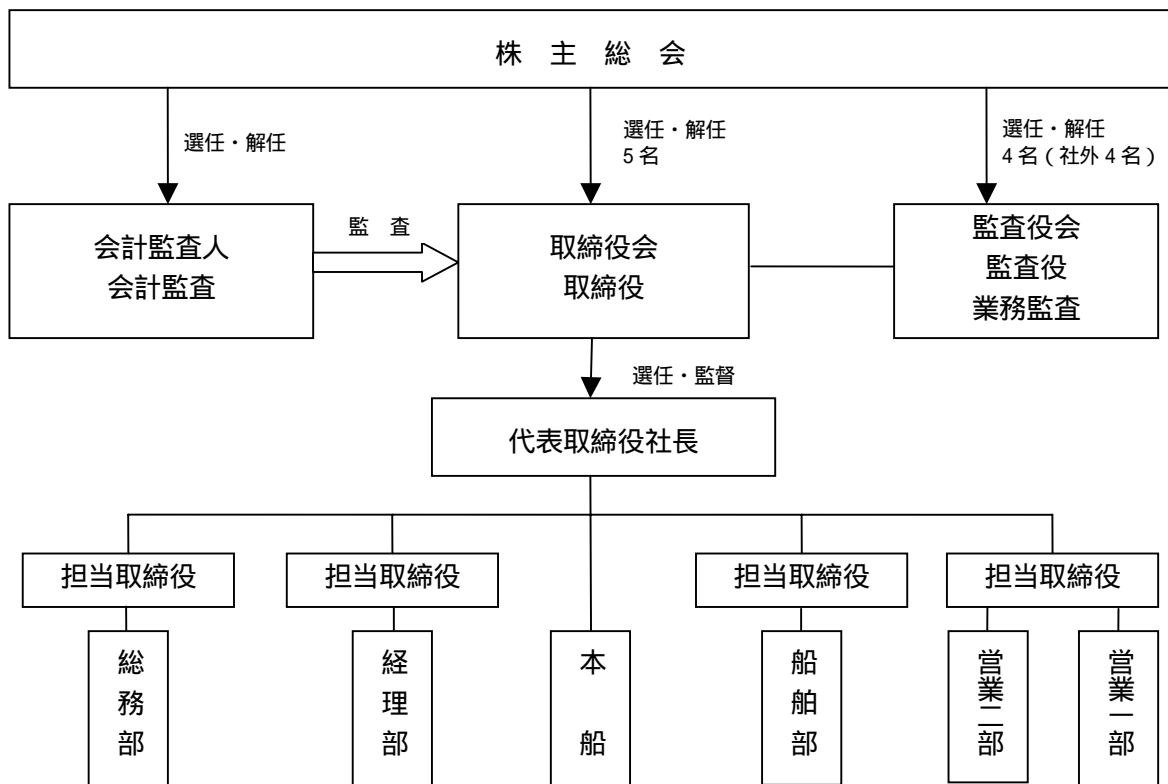 株　主　総　会
選任・解任
選任・解任
5名
選任・解任
4名（社外4名）
会計監査人
会計監査
監　査
取締役会
取締役
監査役会
監査役
業務監査
選任・監督
代表取締役社長
担当取締役
担当取締役
担当取締役
担当取締役
総務部
経理部
本　船
船舶部
営業二部
営業一部